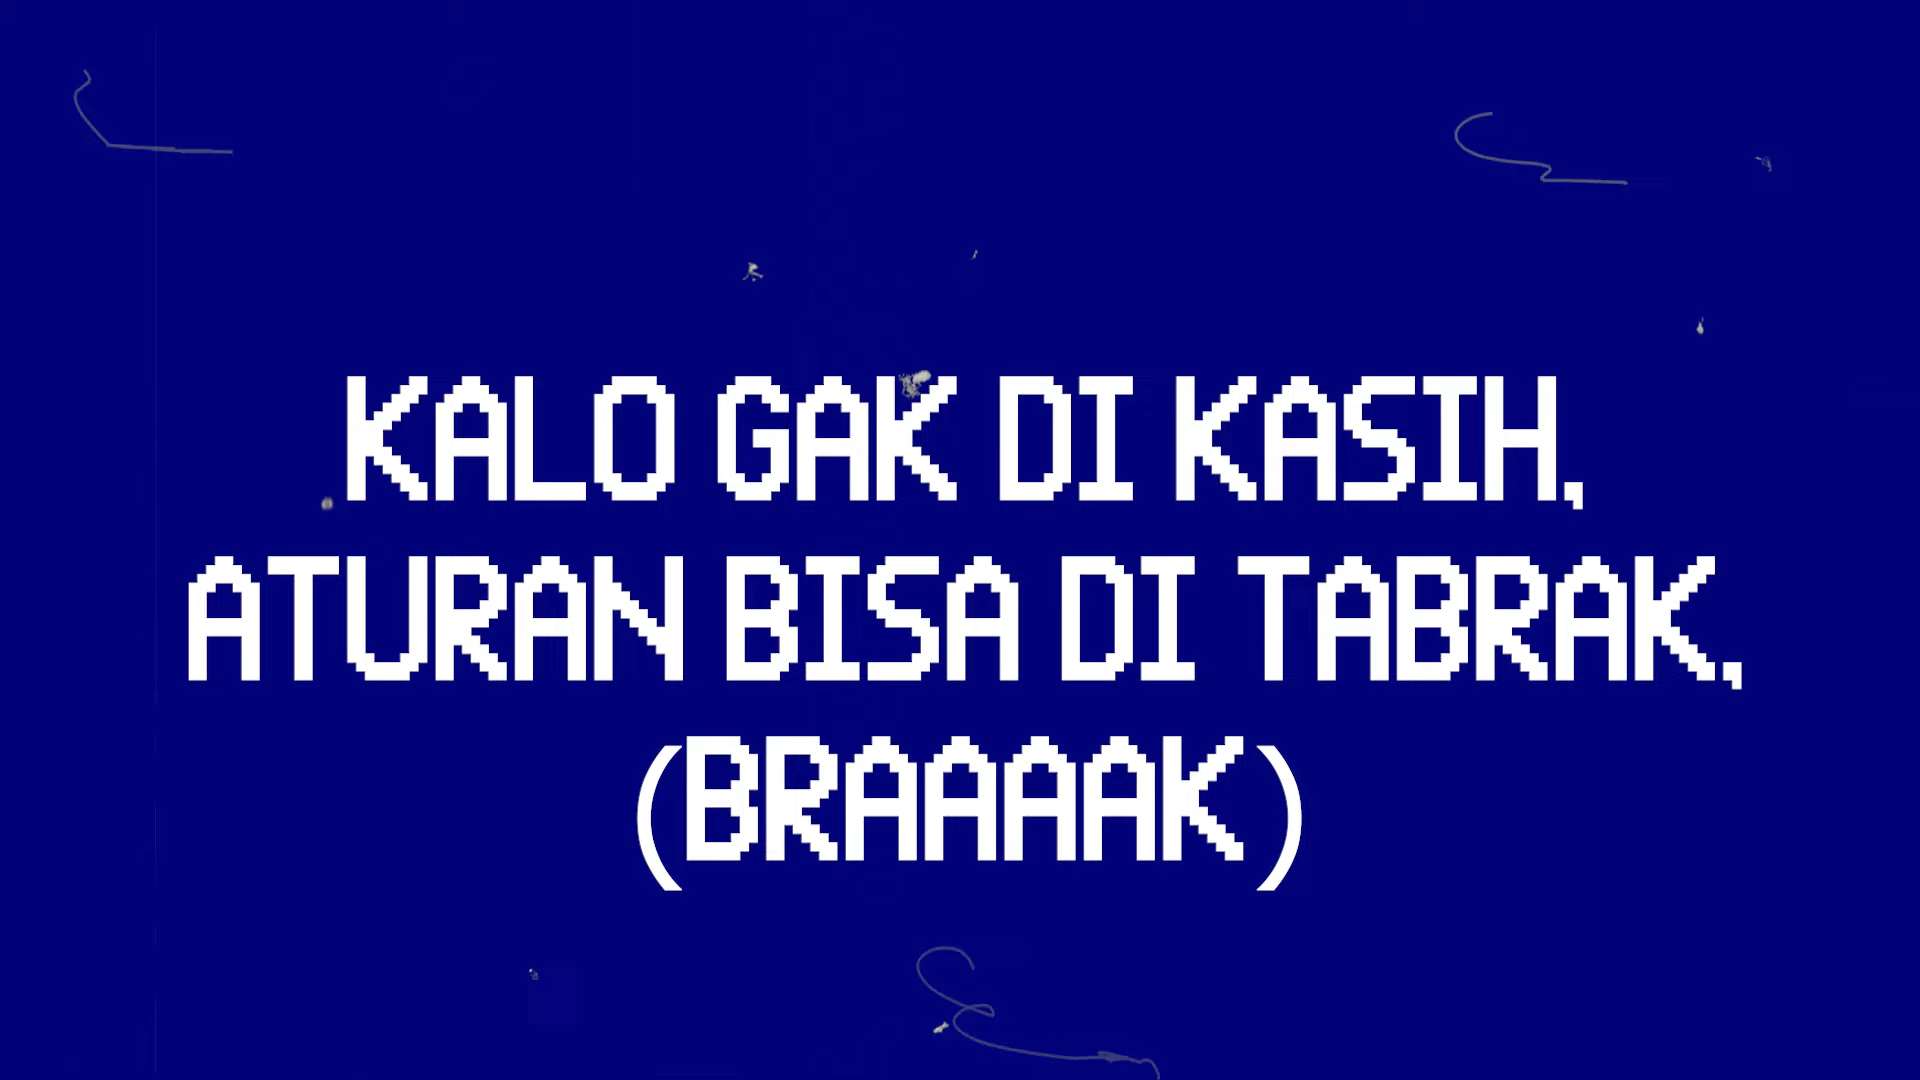 KALO GAK DI KASIH,
ATURAN BISA DI TABRAK,
(BRAAAAK)